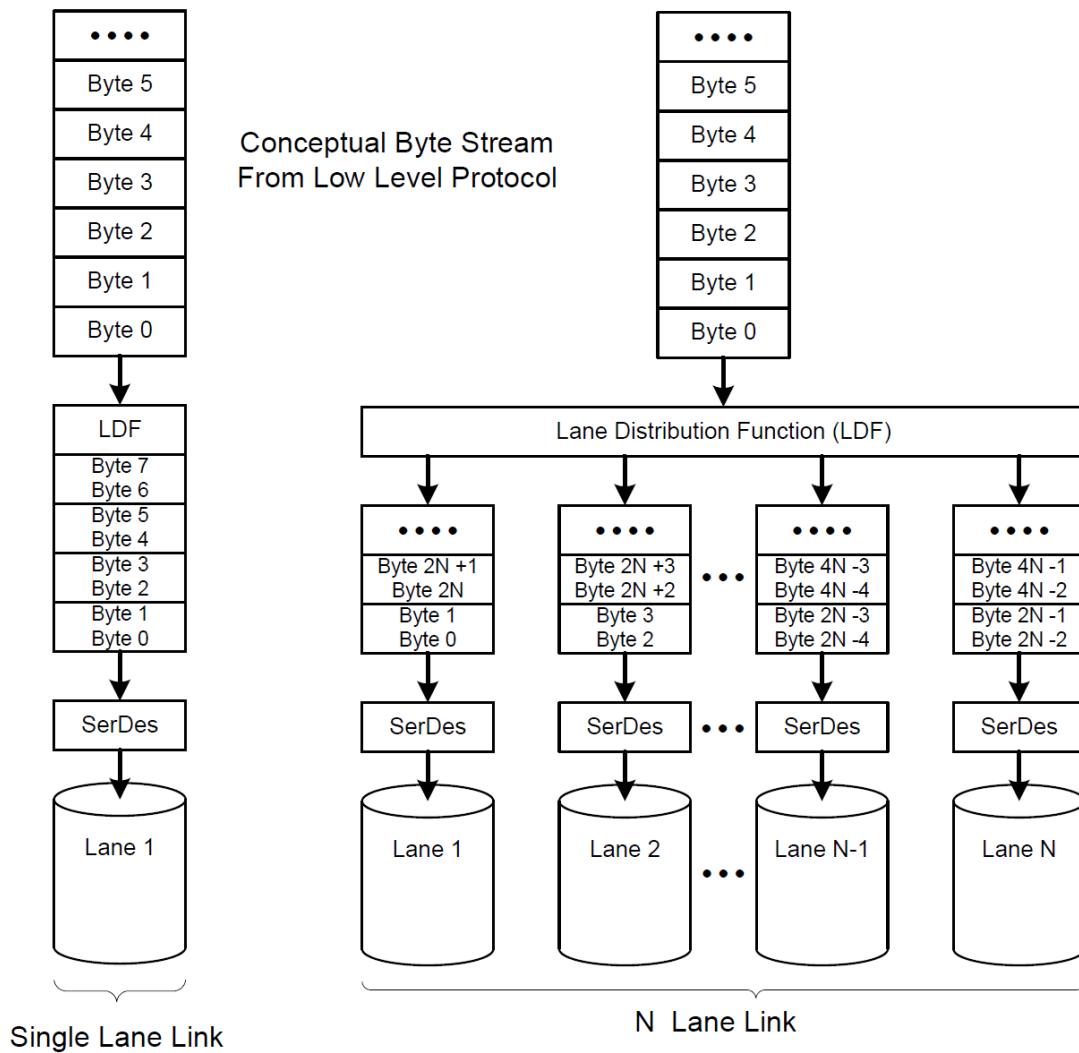 • • • •
Byte 5
Byte 4
Byte 3
Byte 2
Byte 1
Byte 0
LDF
Byte 7
Byte 6
Byte 5
Byte 4
Byte 3
Byte 2
Byte 1
Byte 0
SerDes
Lane 1
Single Lane Link
Conceptual Byte Stream
From Low Level Protocol
• • • •
Byte 5
Byte 4
Byte 3
Byte 2
Byte 1
Byte 0
Lane Distribution Function (LDF)
• • • •
Byte 2N +1
Byte 2N
Byte 1
Byte 0
SerDes
Lane 1
• • • •
Byte 2N +3
Byte 2N +2
Byte 3
Byte 2
SerDes
Lane 2
• • •
• • •
• • •
• • • •
Byte 4N -3
Byte 4N -4
Byte 2N -3
Byte 2N -4
SerDes
Lane N-1
• • • •
Byte 4N -1
Byte 4N -2
Byte 2N -1
Byte 2N -2
SerDes
Lane N
N Lane Link